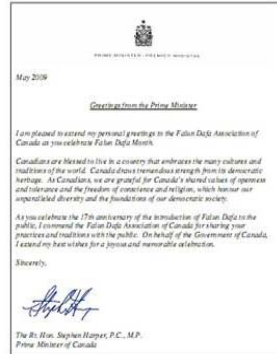 PRIME MINISTER · PREMIER MINISTRE
May 2009
Greetings from the Prime Minister
I am pleased to extend my personal greetings to the Falun Dafa Association of
Canada as you celebrate Falun Dafa Month.
Canadians are blessed to live in a country that embraces the many cultures and
traditions of the world. Canada draws tremendous strength from its democratic
heritage. As Canadians, we are grateful for Canada's shared values of openness
and tolerance and the freedom of conscience and religion, which honour our
unparalleled diversity and the foundations of our democratic society.
As you celebrate the 17th anniversary of the introduction of Falun Dafa to the
public, I commend the Falun Dafa Association of Canada for sharing your
practices and traditions with the public. On behalf of the Government of Canada,
I extend my best wishes for a joyous and memorable celebration.
Sincerely,
The Rt. Hon. Stephen Harper, P.C., M.P.
Prime Minister of Canada